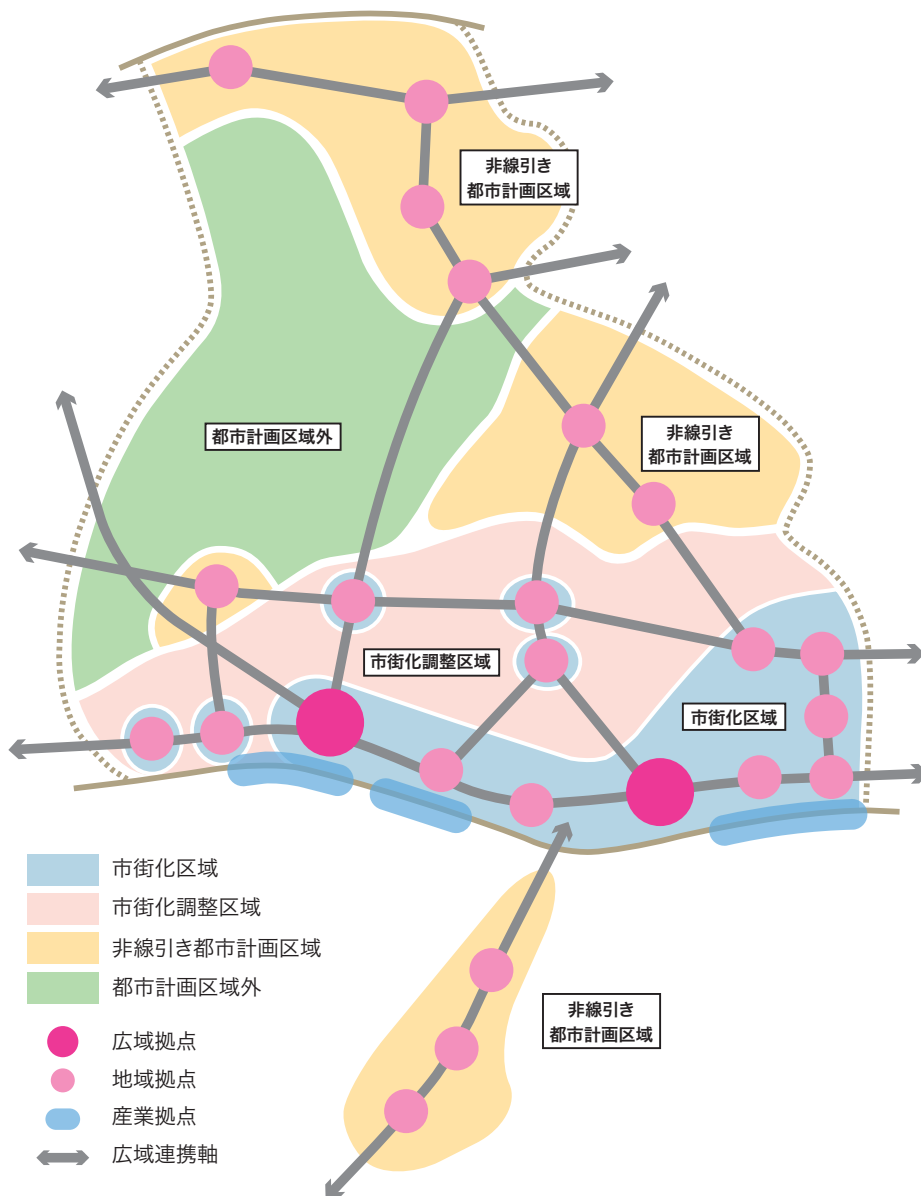 非線引き
都市計画区域
都市計画区域外
非線引き
都市計画区域
市街化調整区域
市街化区域
市街化区域
市街化調整区域
非線引き都市計画区域
都市計画区域外
広域拠点
地域拠点
産業拠点
広域連携軸
非線引き
都市計画区域